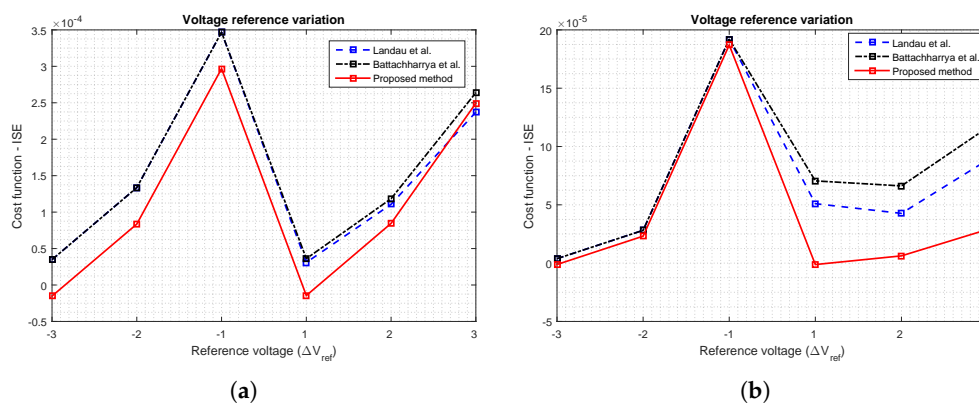 Voltage reference variation
×10⁻⁴
3.5
3
2.5
2
1.5
1
0.5
0
-0.5
Cost function - ISE
-3 -2 -1 1 2 3
Reference voltage (ΔV_ref)
Landau et al.
Battachharrya et al.
Proposed method
(a)
Voltage reference variation
×10⁻⁵
20
15
10
5
0
-5
Cost function - ISE
-3 -2 -1 1 2
Reference voltage (ΔV_ref)
Landau et al.
Battachharrya et al.
Proposed method
(b)